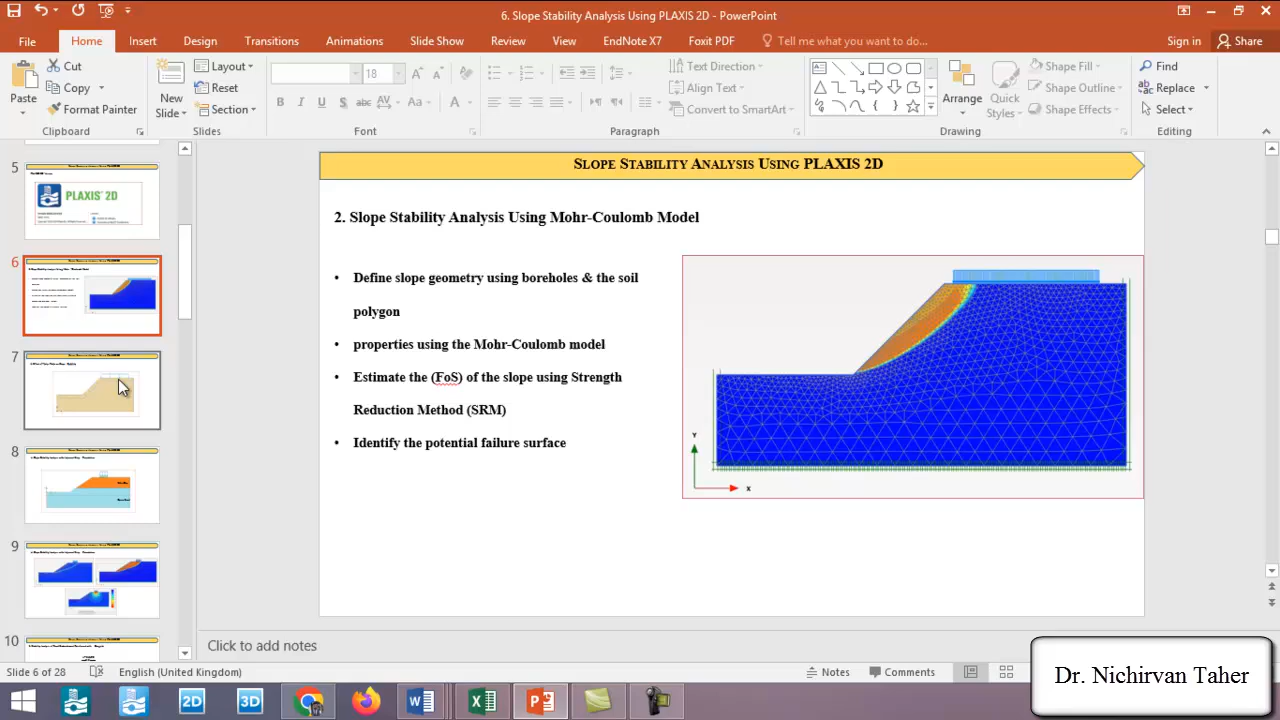 6. Slope Stability Analysis Using PLAXIS 2D - PowerPoint
File Home Insert Design Transitions Animations Slide Show Review View EndNote X7 Foxit PDF Tell me what you want to do... Sign in Share
Paste
Cut
Copy
Format Painter
Clipboard
New Slide
Layout
Reset
Section
Slides
18
B I U S abc AV Aa A
Font
Text Direction
Align Text
Convert to SmartArt
Paragraph
Arrange
Quick Styles
Shape Fill
Shape Outline
Shape Effects
Drawing
Find
Replace
Select
Editing
5
PLAXIS 2D
6
7
8
9
10
SLOPE STABILITY ANALYSIS USING PLAXIS 2D
2. Slope Stability Analysis Using Mohr-Coulomb Model
• Define slope geometry using boreholes & the soil
polygon
• properties using the Mohr-Coulomb model
• Estimate the (FoS) of the slope using Strength
Reduction Method (SRM)
• Identify the potential failure surface
Y
x
Click to add notes
Slide 6 of 28 English (United Kingdom) Notes Comments
2D 3D
Dr. Nichirvan Taher